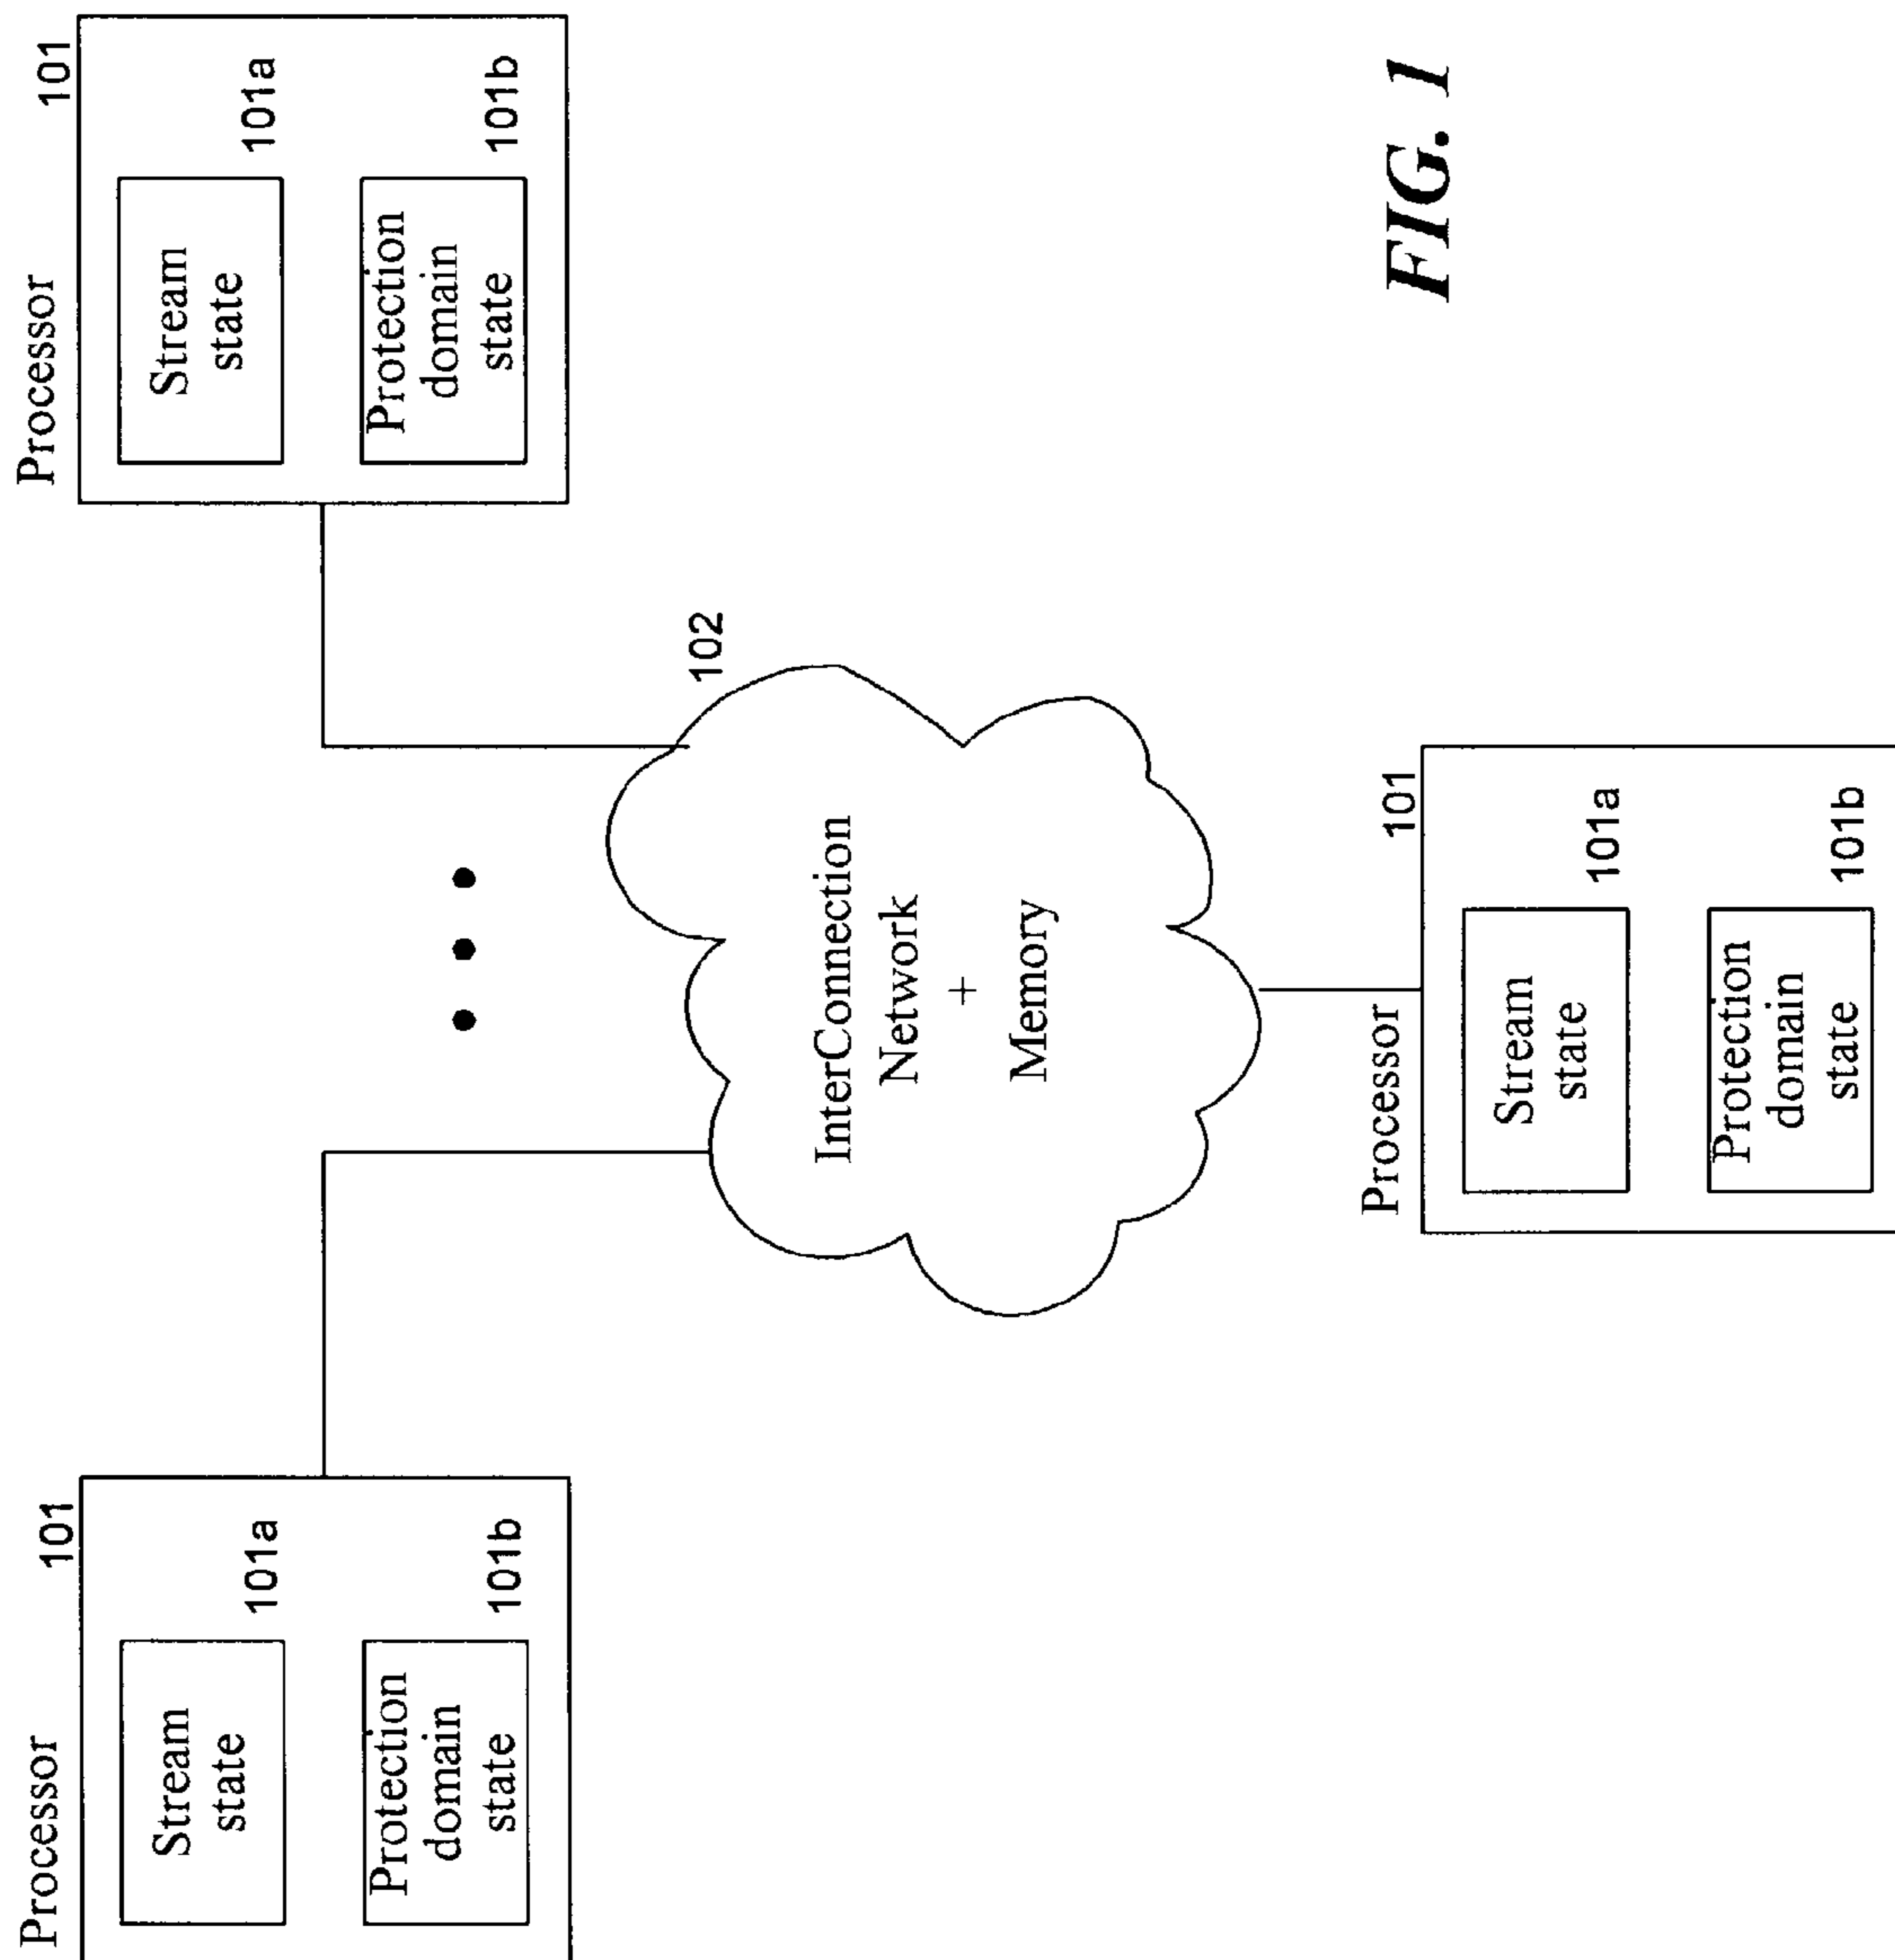 Processor
101
Stream
state
101a
Protection
domain
state
101b
Processor
101
Stream
state
101a
Protection
domain
state
101b
102
InterConnection
Network
+
Memory
Processor
101
Stream
state
101a
Protection
domain
state
101b
FIG. 1